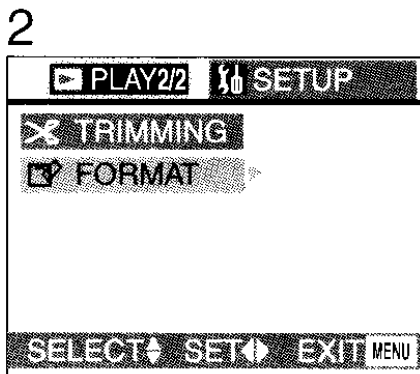 2
PLAY2/2 SETUP
TRIMMING
FORMAT
SELECT SET EXIT MENU